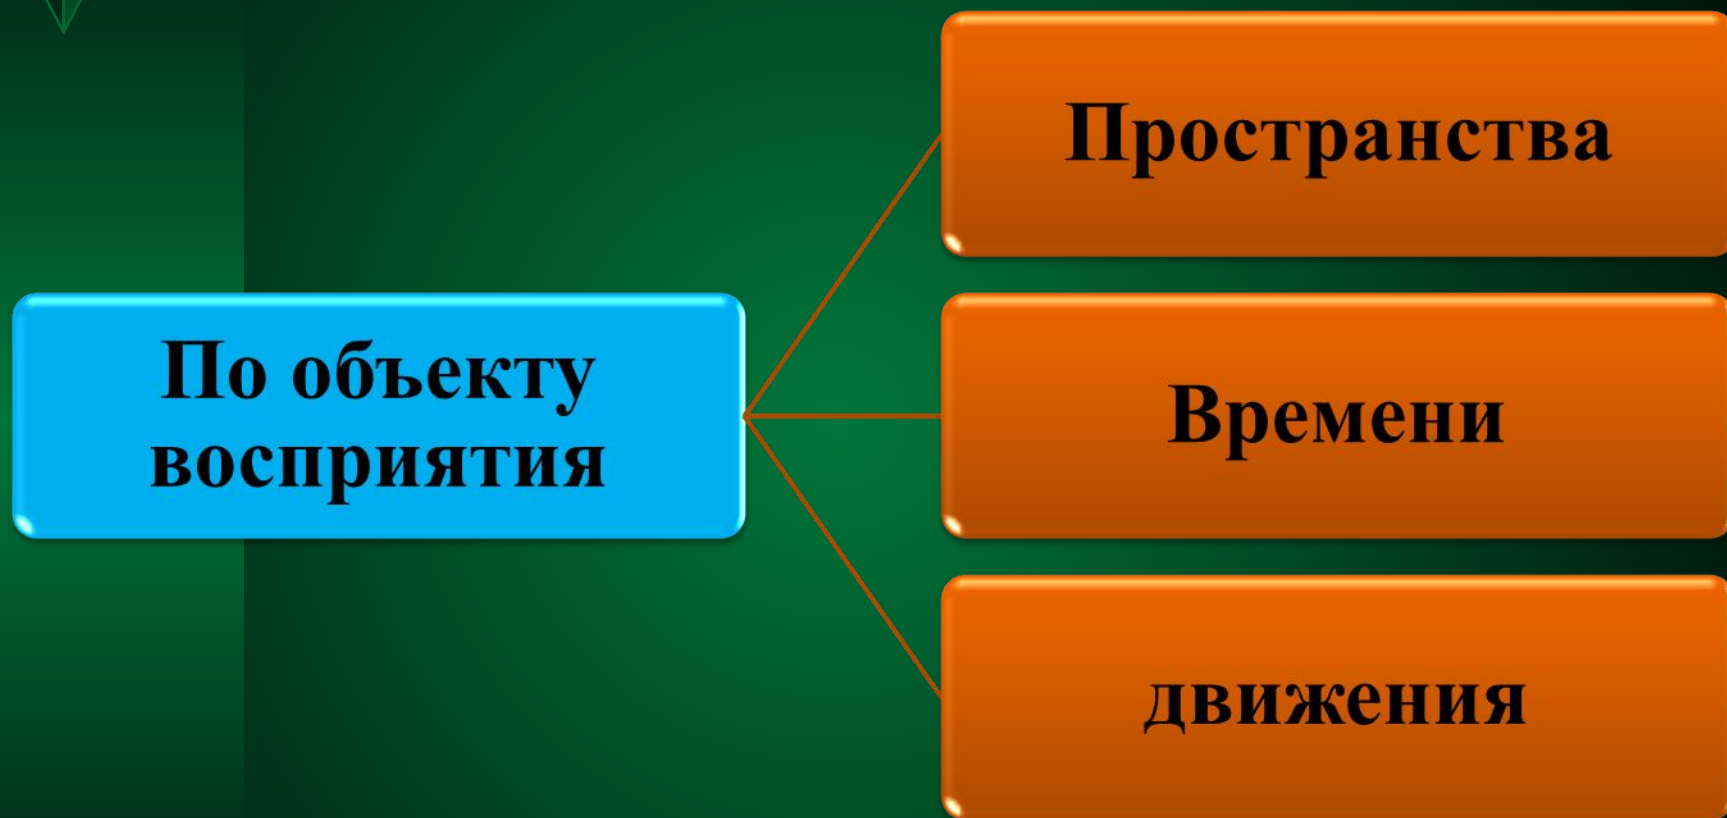 По объекту
восприятия
Пространства
Времени
движения